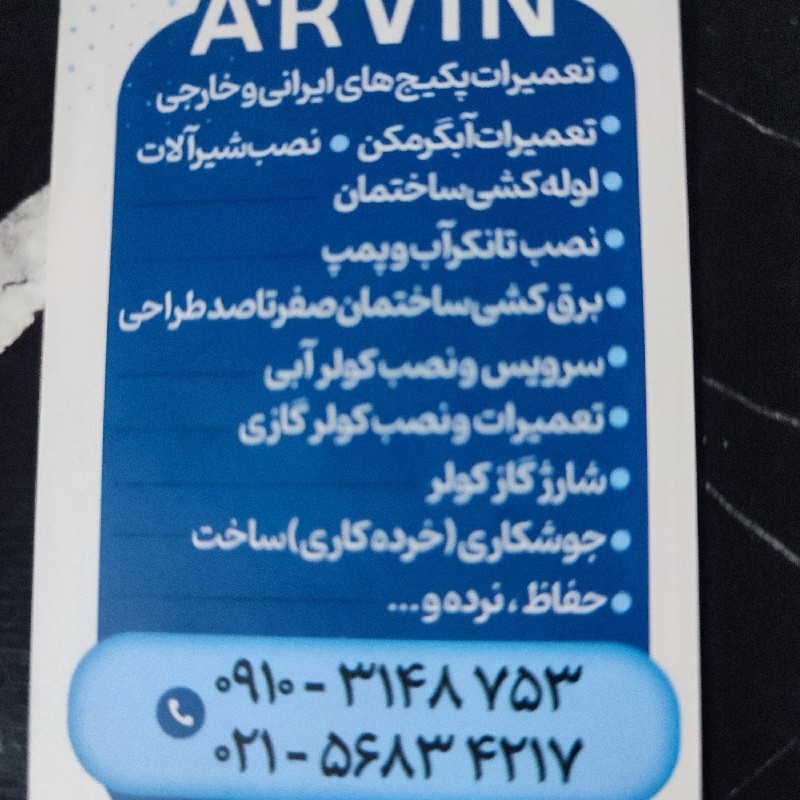 ARVIN
• تعمیرات پکیج های ایرانی و خارجی
• تعمیرات آبگرمکن • نصب شیرآلات
• لوله کشی ساختمان
• نصب تانکر آب و پمپ
• برق کشی ساختمان صفر تا صد طراحی
• سرویس و نصب کولر آبی
• تعمیرات و نصب کولر گازی
• شارژ گاز کولر
• جوشکاری (خرده کاری) ساخت
• حفاظ ، نرده و...
۰۹۱۰ - ۳۱۴۸ ۷۵۳
۰۲۱ - ۵۶۸۳ ۴۲۱۷